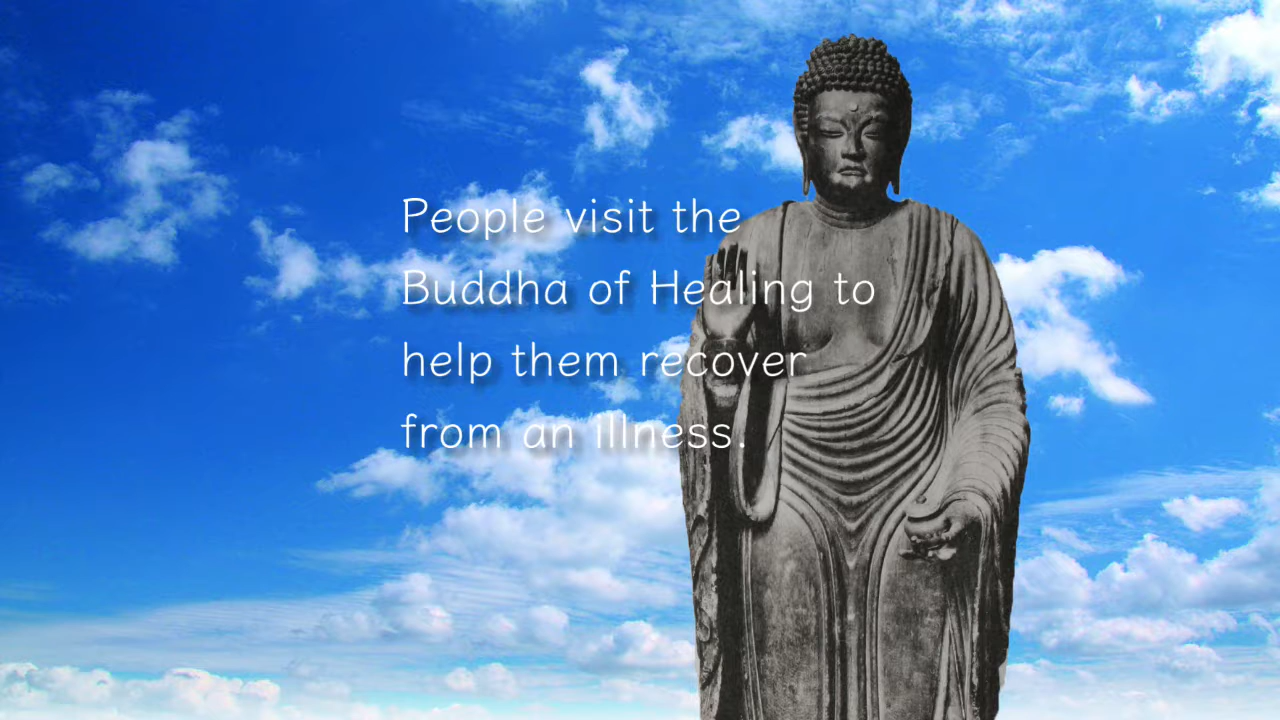 People visit the
Buddha of Healing to
help them recover
from an illness.